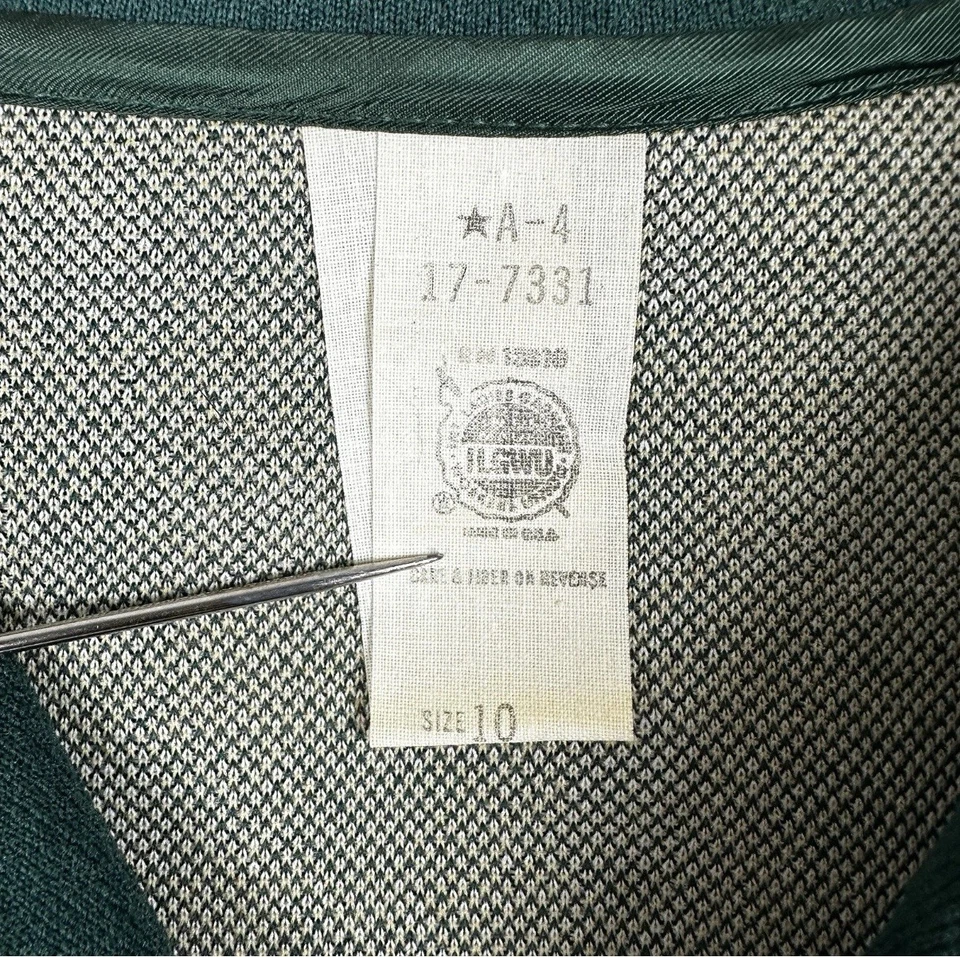 ★A-4
17-7331
ILGWU
MADE IN U.S.A.
CARE & FIBER ON REVERSE
SIZE 10